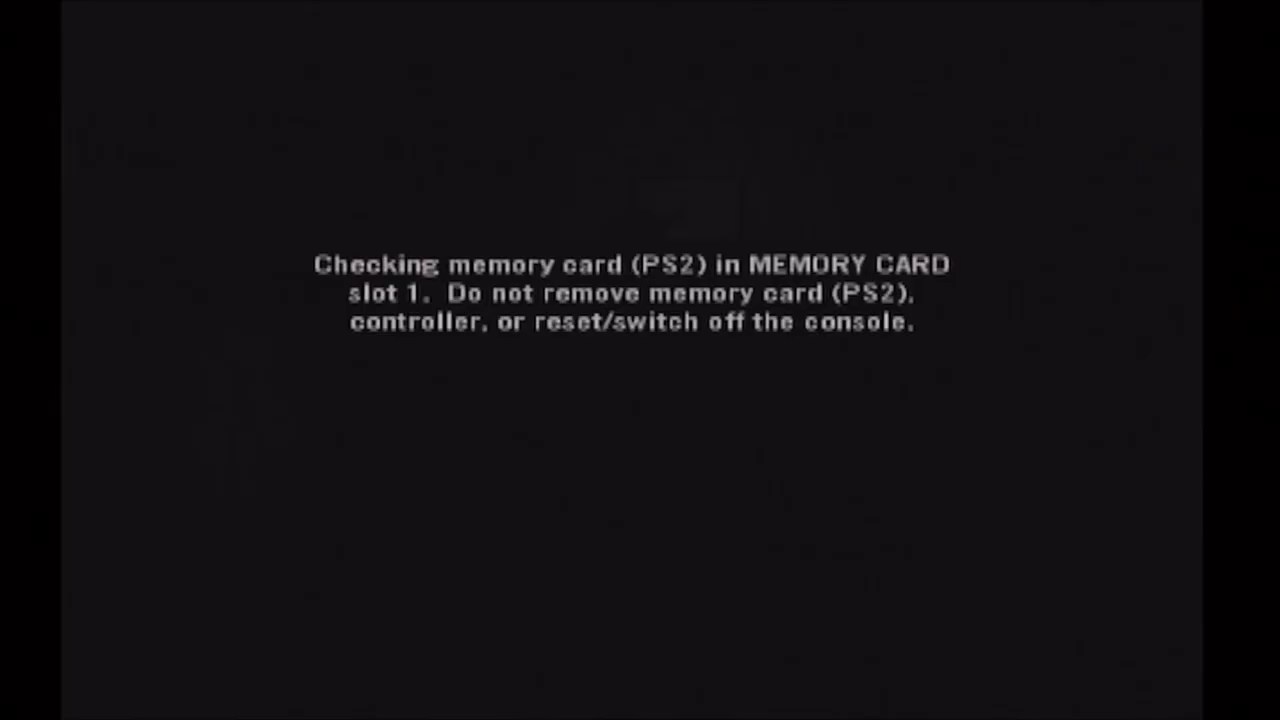 Checking memory card (PS2) in MEMORY CARD
slot 1.  Do not remove memory card (PS2),
controller, or reset/switch off the console.